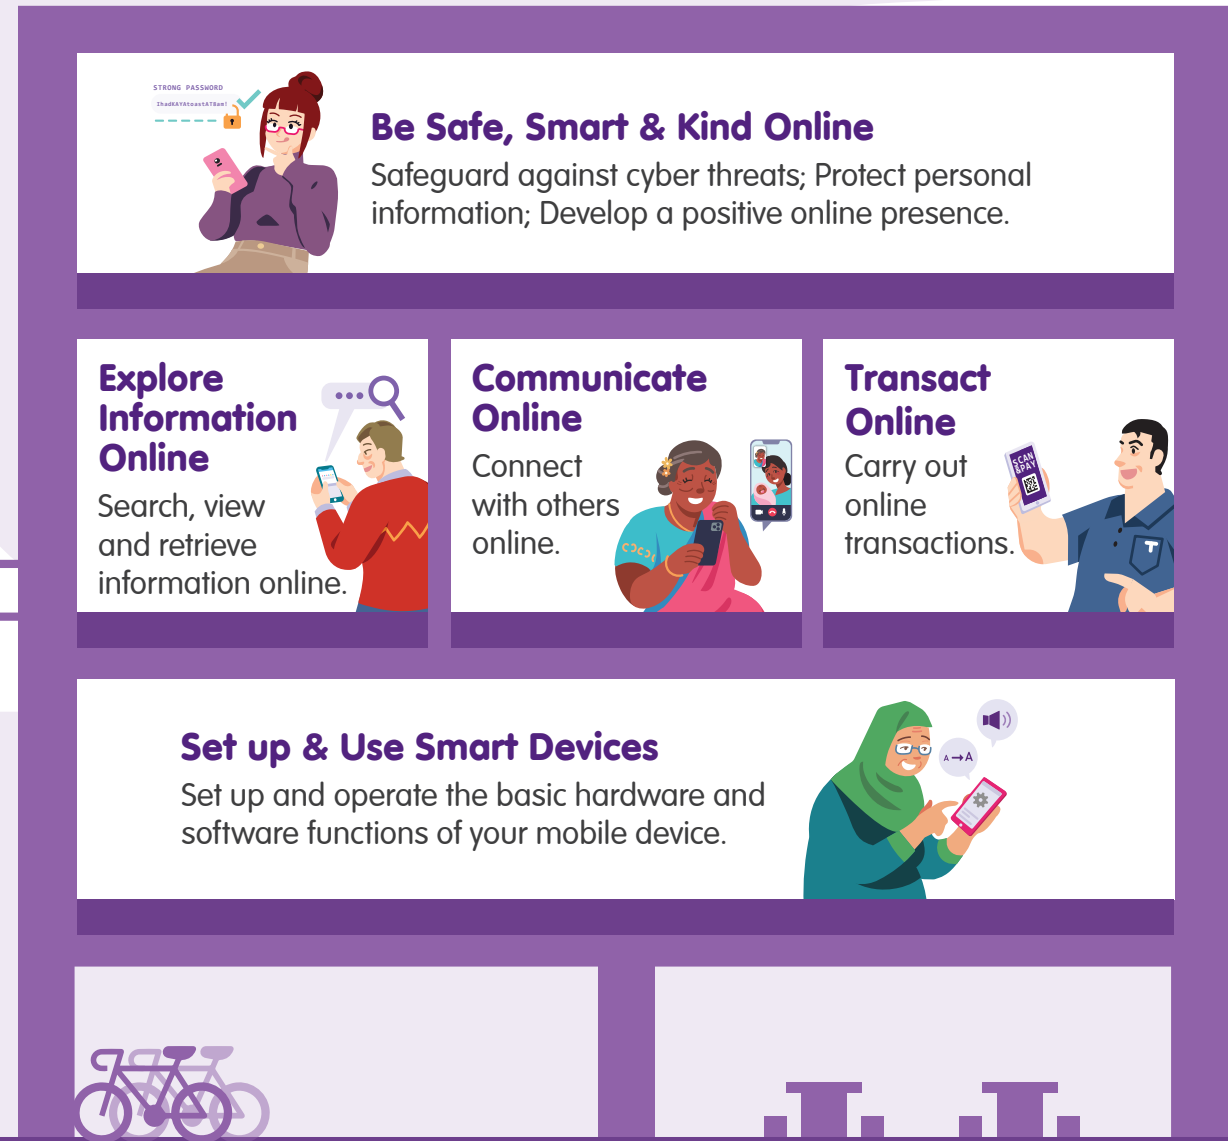 STRONG PASSWORD
IhadKAYAtoastAT8am!
Be Safe, Smart & Kind Online
Safeguard against cyber threats; Protect personal
information; Develop a positive online presence.
Explore
Information
Online
Search, view
and retrieve
information online.
Communicate
Online
Connect
with others
online.
Transact
Online
Carry out
online
transactions.
SCAN
&PAY
T
Set up & Use Smart Devices
Set up and operate the basic hardware and
software functions of your mobile device.
A→A